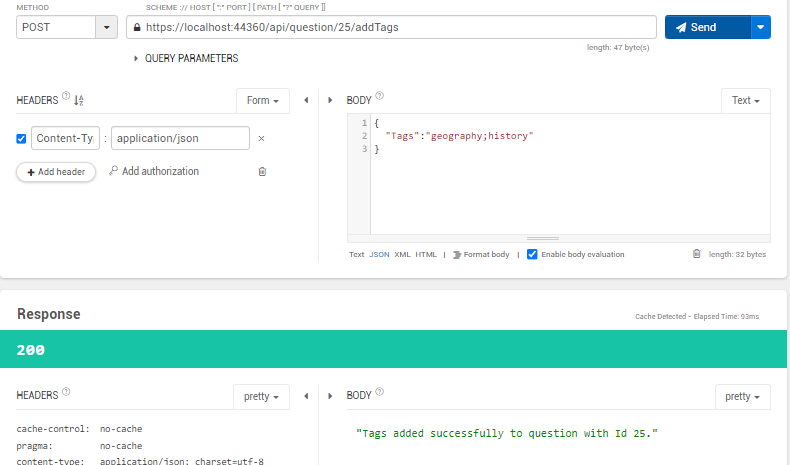 METHOD
SCHEME :// HOST [ ":" PORT ] [ PATH [ "?" QUERY ]]
POST
https://localhost:44360/api/question/25/addTags
Send
length: 47 byte(s)
QUERY PARAMETERS
HEADERS
Form
BODY
Text
Content-Ty
:
application/json
Add header
Add authorization
1 {
2 "Tags":"geography;history"
3 }
Text JSON XML HTML | Format body | Enable body evaluation
length: 32 bytes
Response
Cache Detected - Elapsed Time: 93ms
200
HEADERS
pretty
BODY
pretty
cache-control: no-cache
pragma: no-cache
content-type: application/json; charset=utf-8
"Tags added successfully to question with Id 25."